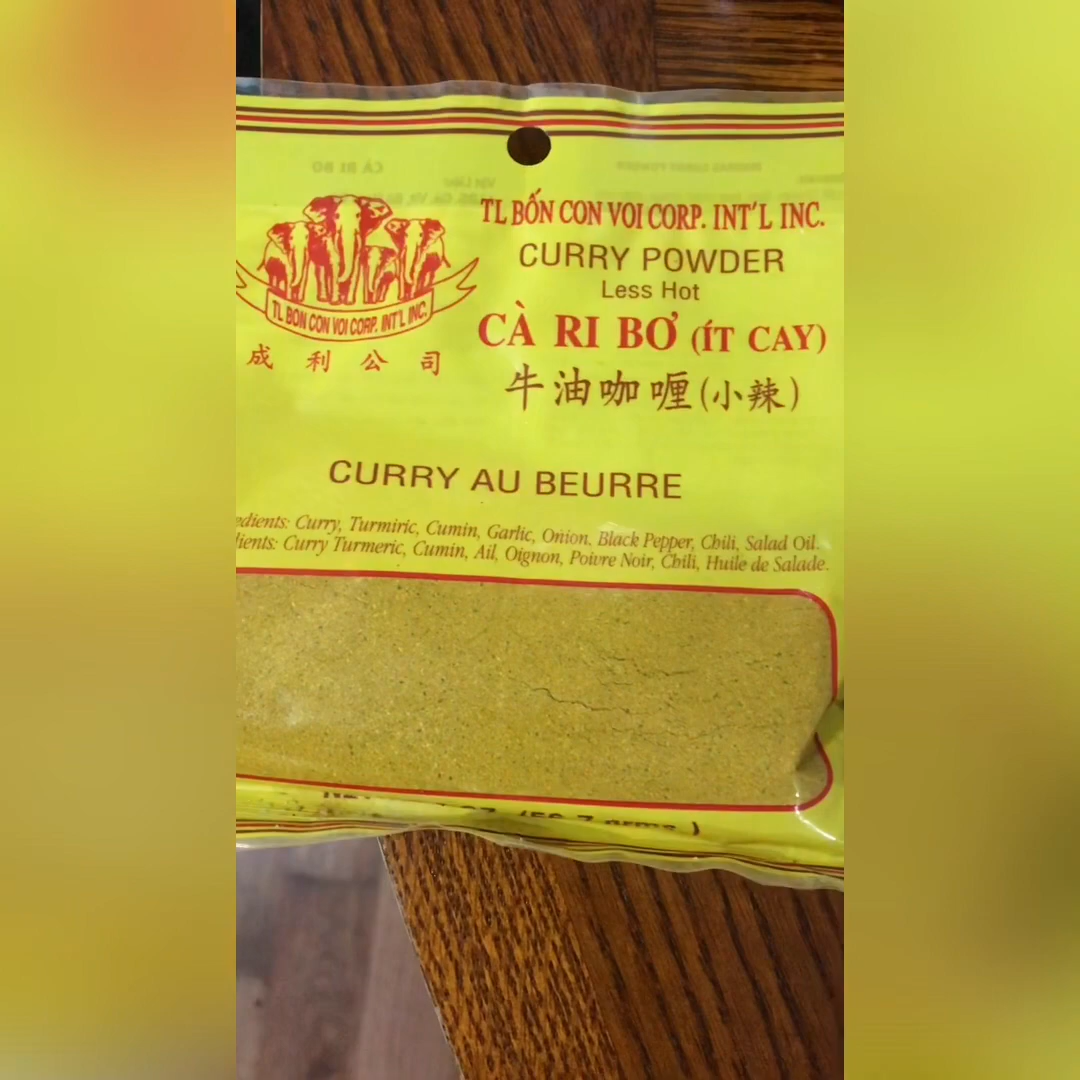 TL BỐN CON VOI CORP. INT'L INC.
CURRY POWDER
Less Hot
CÀ RI BƠ (ÍT CAY)
牛油咖喱(小辣)
TL BON CON VOI CORP. INT'L INC.
成利公司
CURRY AU BEURRE
Curry, Turmiric, Cumin, Garlic, Onion, Black Pepper, Chili, Salad Oil.
Curry Turmeric, Cumin, Ail, Oignon, Poivre Noir, Chili, Huile de Salade.